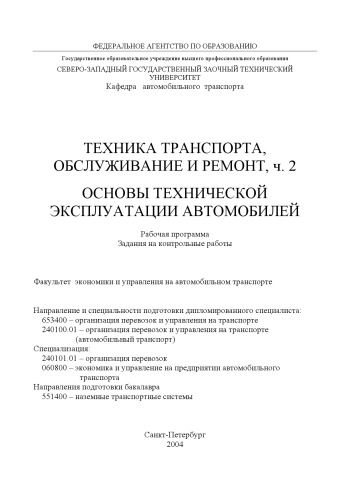 ФЕДЕРАЛЬНОЕ АГЕНТСТВО ПО ОБРАЗОВАНИЮ
Государственное образовательное учреждение высшего профессионального образования
СЕВЕРО-ЗАПАДНЫЙ ГОСУДАРСТВЕННЫЙ ЗАОЧНЫЙ ТЕХНИЧЕСКИЙ
УНИВЕРСИТЕТ
Кафедра автомобильного транспорта
ТЕХНИКА ТРАНСПОРТА,
ОБСЛУЖИВАНИЕ И РЕМОНТ, ч. 2
ОСНОВЫ ТЕХНИЧЕСКОЙ
ЭКСПЛУАТАЦИИ АВТОМОБИЛЕЙ
Рабочая программа
Задания на контрольные работы
Факультет экономики и управления на автомобильном транспорте
Направление и специальности подготовки дипломированного специалиста:
653400 – организация перевозок и управления на транспорте
240100.01 – организация перевозок и управления на транспорте
(автомобильный транспорт)
Специализация:
240101.01 – организация перевозок
060800 – экономика и управление на предприятии автомобильного
транспорта
Направления подготовки бакалавра
551400 – наземные транспортные системы
Санкт-Петербург
2004